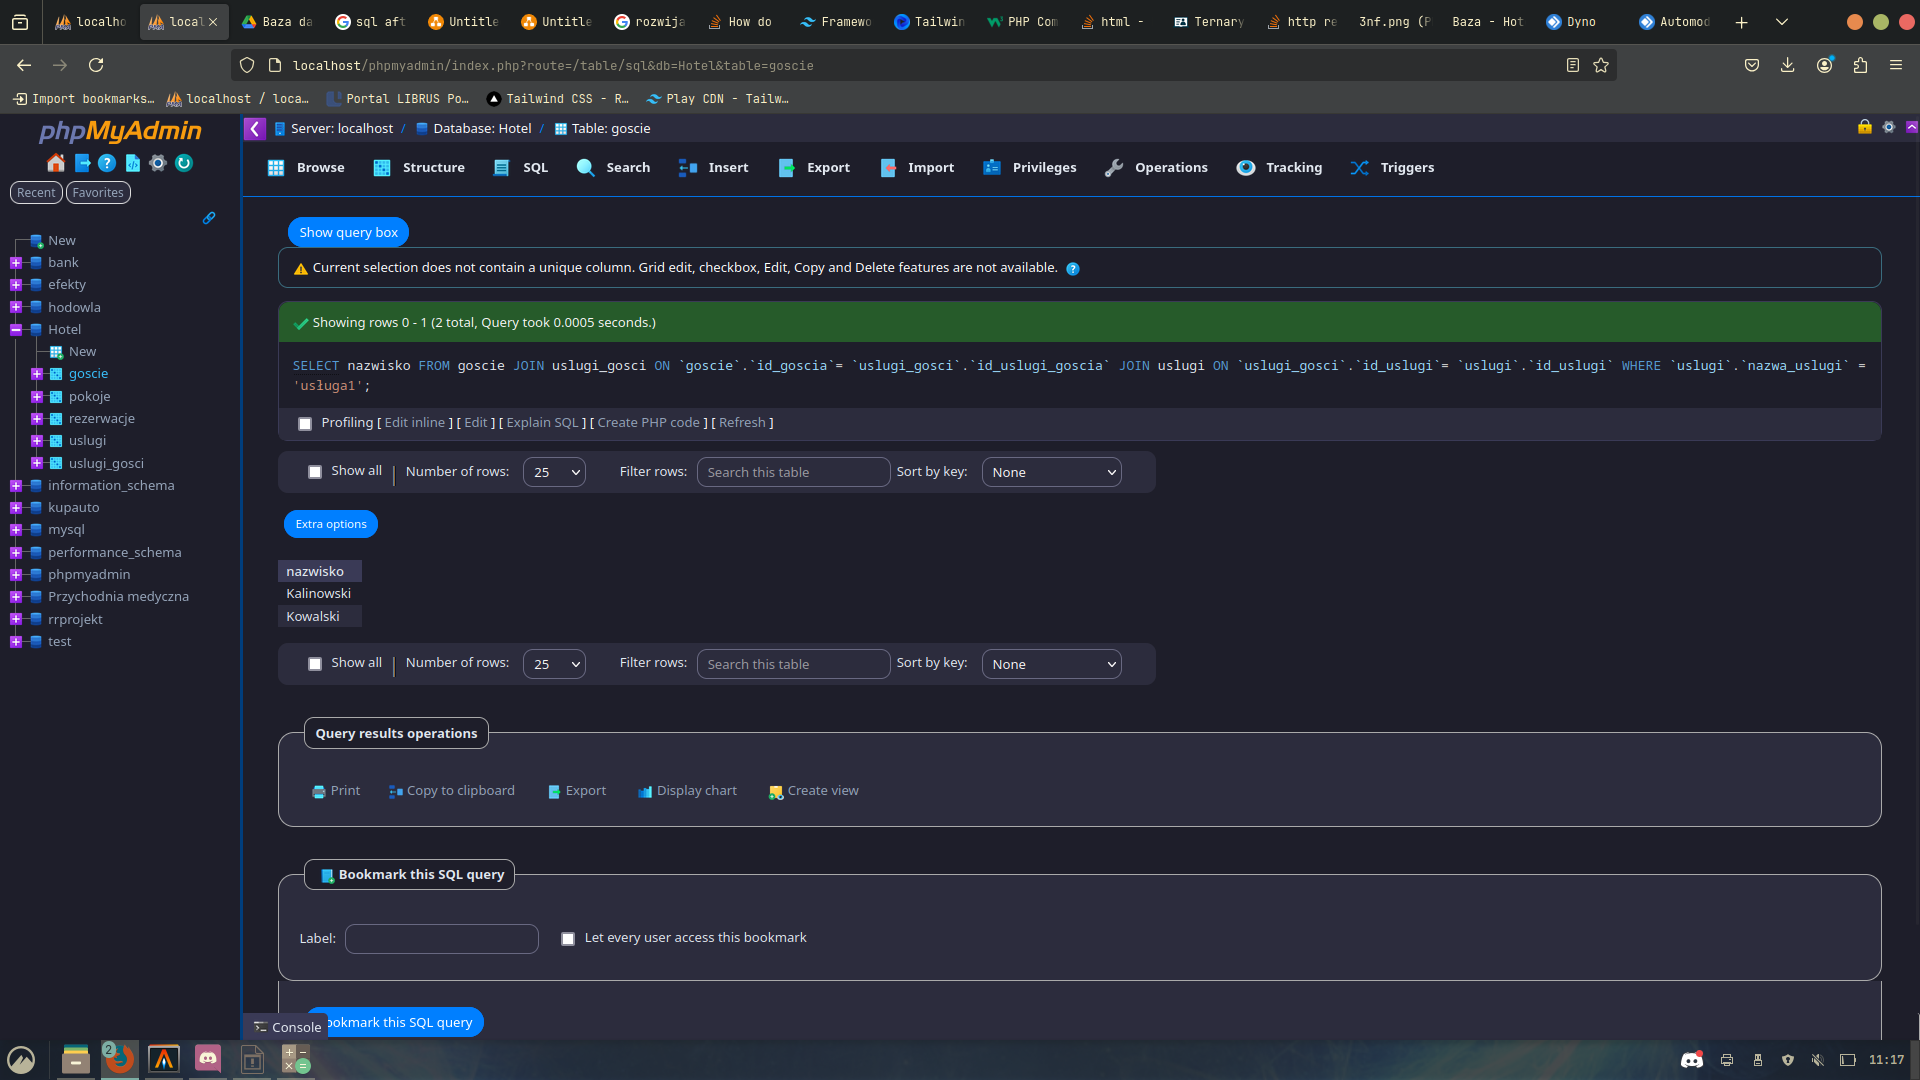 localho
local
Baza da
sql aft
Untitle
Untitle
rozwija
How do
Framewo
Tailwin
PHP Com
html -
Ternary
http re
3nf.png (P
Baza - Hot
Dyno
Automod
localhost/phpmyadmin/index.php?route=/table/sql&db=Hotel&table=goscie
Import bookmarks…
localhost / loca…
Portal LIBRUS Po…
Tailwind CSS - R…
Play CDN - Tailw…
phpMyAdmin
Recent
Favorites
New
bank
efekty
hodowla
Hotel
New
goscie
pokoje
rezerwacje
uslugi
uslugi_gosci
information_schema
kupauto
mysql
performance_schema
phpmyadmin
Przychodnia medyczna
rrprojekt
test
Server: localhost / Database: Hotel / Table: goscie
Browse
Structure
SQL
Search
Insert
Export
Import
Privileges
Operations
Tracking
Triggers
Show query box
Current selection does not contain a unique column. Grid edit, checkbox, Edit, Copy and Delete features are not available.
Showing rows 0 - 1 (2 total, Query took 0.0005 seconds.)
SELECT nazwisko FROM goscie JOIN uslugi_gosci ON `goscie`.`id_goscia`= `uslugi_gosci`.`id_uslugi_goscia` JOIN uslugi ON `uslugi_gosci`.`id_uslugi`= `uslugi`.`id_uslugi` WHERE `uslugi`.`nazwa_uslugi` =
'usługa1';
Profiling [ Edit inline ] [ Edit ] [ Explain SQL ] [ Create PHP code ] [ Refresh ]
Show all | Number of rows: 25 Filter rows: Search this table Sort by key: None
Extra options
nazwisko
Kalinowski
Kowalski
Show all | Number of rows: 25 Filter rows: Search this table Sort by key: None
Query results operations
Print
Copy to clipboard
Export
Display chart
Create view
Bookmark this SQL query
Label:
Let every user access this bookmark
ookmark this SQL query
Console
2
11:17